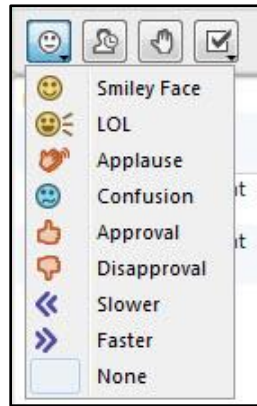 Smiley Face
LOL
Applause
Confusion
Approval
Disapproval
Slower
Faster
None